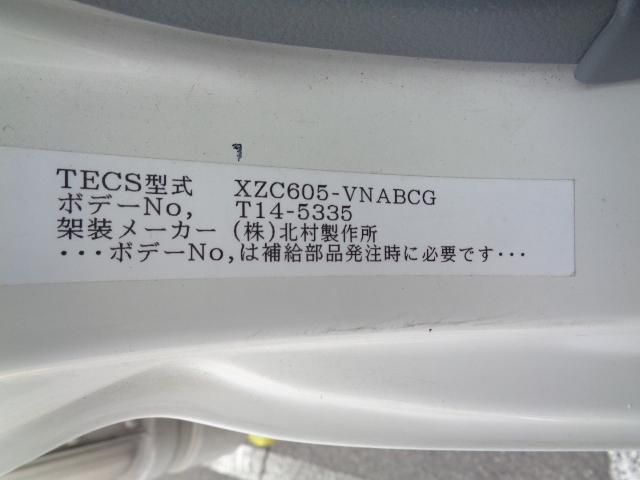 TECS型式 XZC605-VNABCG
ボデーNo, T14-5335
架装メーカー (株)北村製作所
・・・ボデーNo,は補給部品発注時に必要です・・・